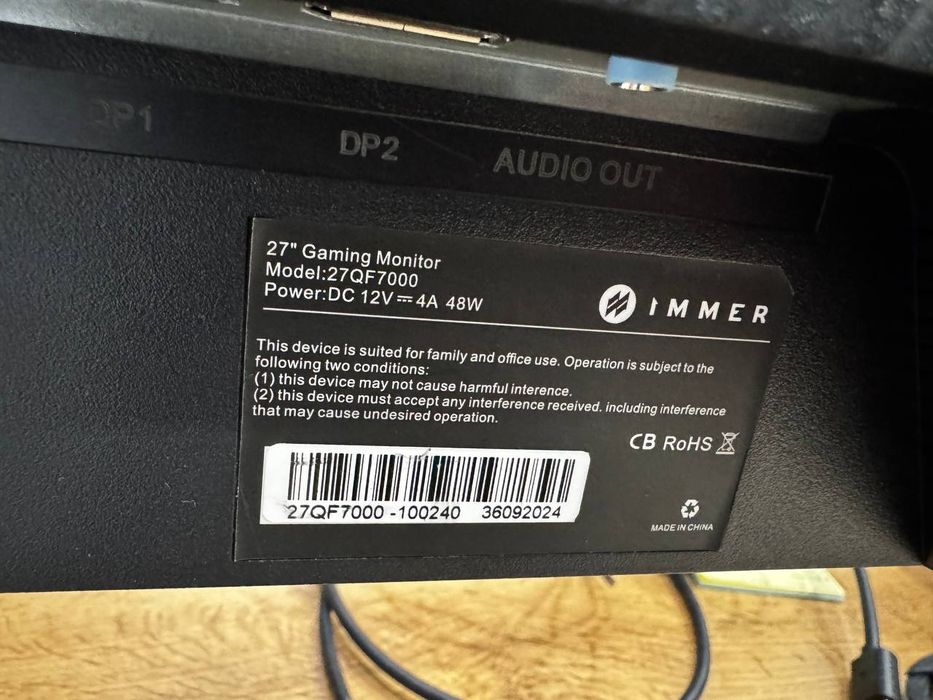 DP1
DP2
AUDIO OUT
27" Gaming Monitor
Model:27QF7000
Power:DC 12V⎓4A 48W
IMMER
This device is suited for family and office use. Operation is subject to the
following two conditions:
(1) this device may not cause harmful interence.
(2) this device must accept any interference received. including interference
that may cause undesired operation.
CB RoHS
27QF7000 -100240 36092024
MADE IN CHINA